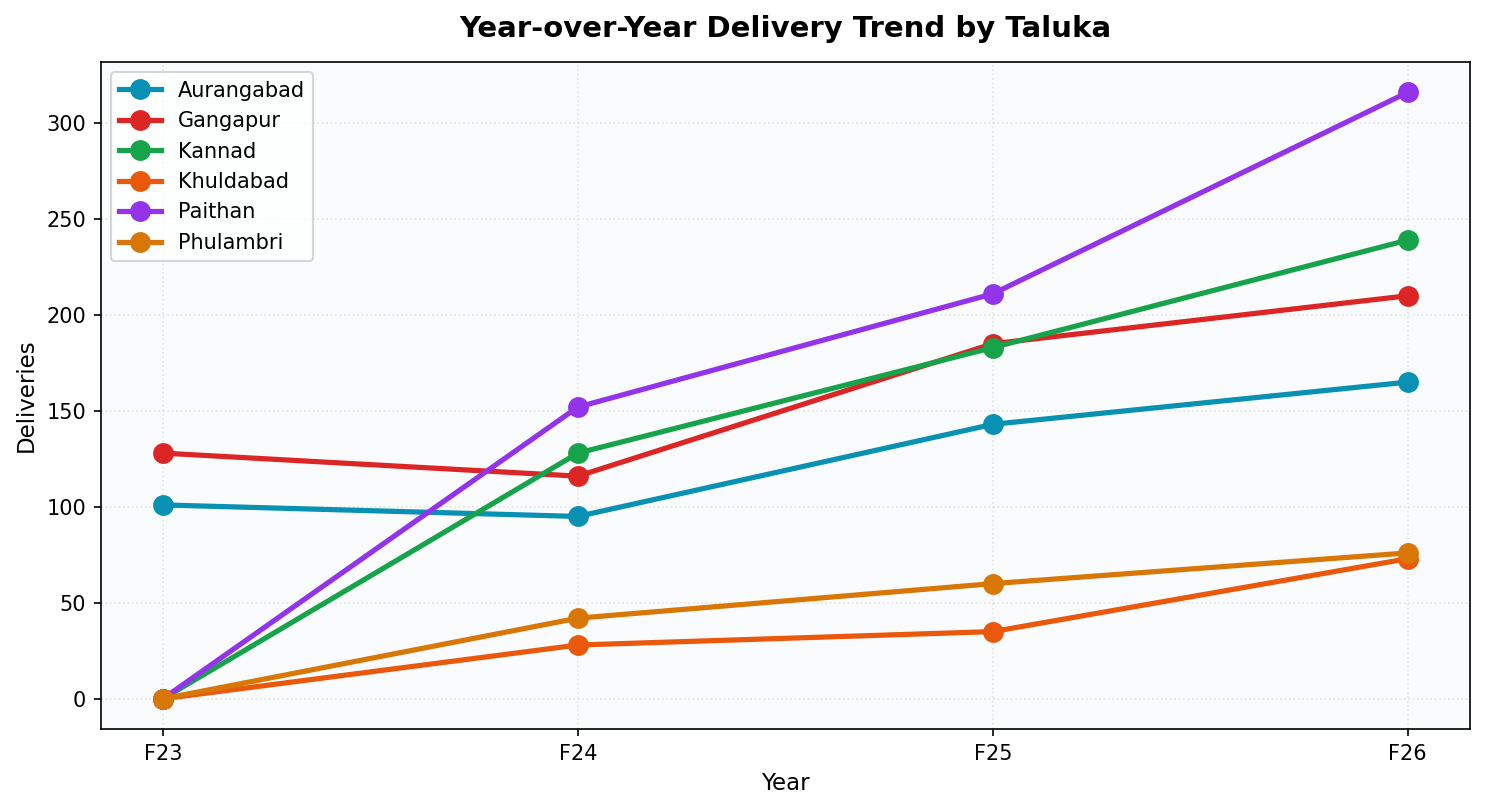 Year-over-Year Delivery Trend by Taluka
Aurangabad
Gangapur
Kannad
Khuldabad
Paithan
Phulambri
300
250
200
150
100
50
0
Deliveries
F23 F24 F25 F26
Year